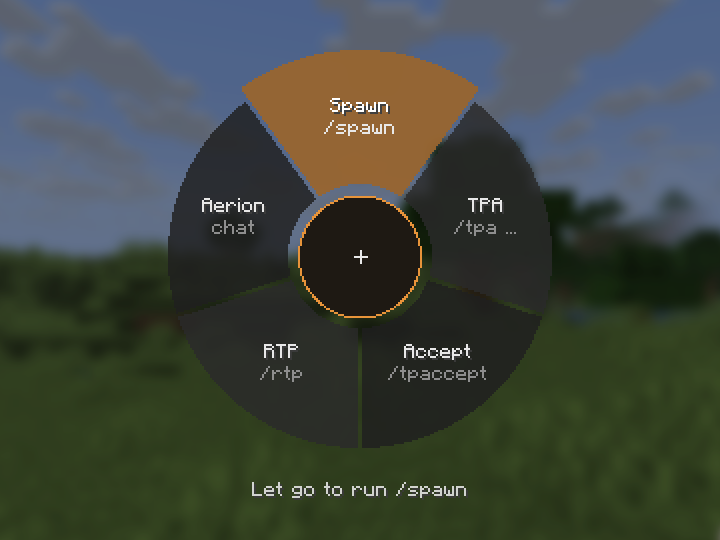 Spawn
/spawn
Aerion
chat
TPA
/tpa ...
+
RTP
/rtp
Accept
/tpaccept
Let go to run /spawn